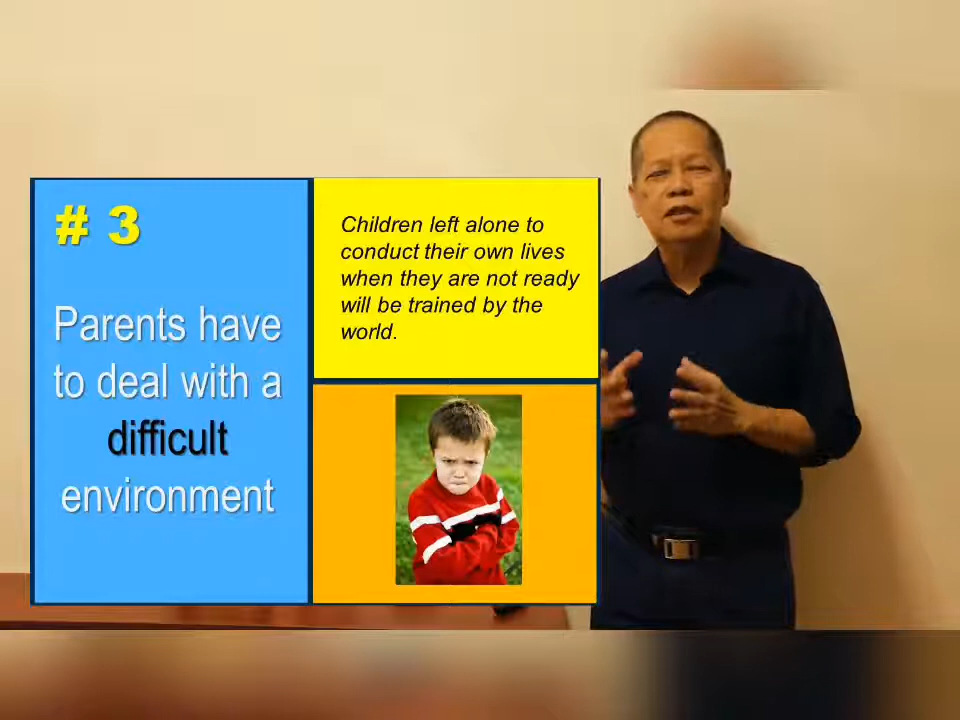 # 3
Parents have
to deal with a
difficult
environment
Children left alone to
conduct their own lives
when they are not ready
will be trained by the
world.